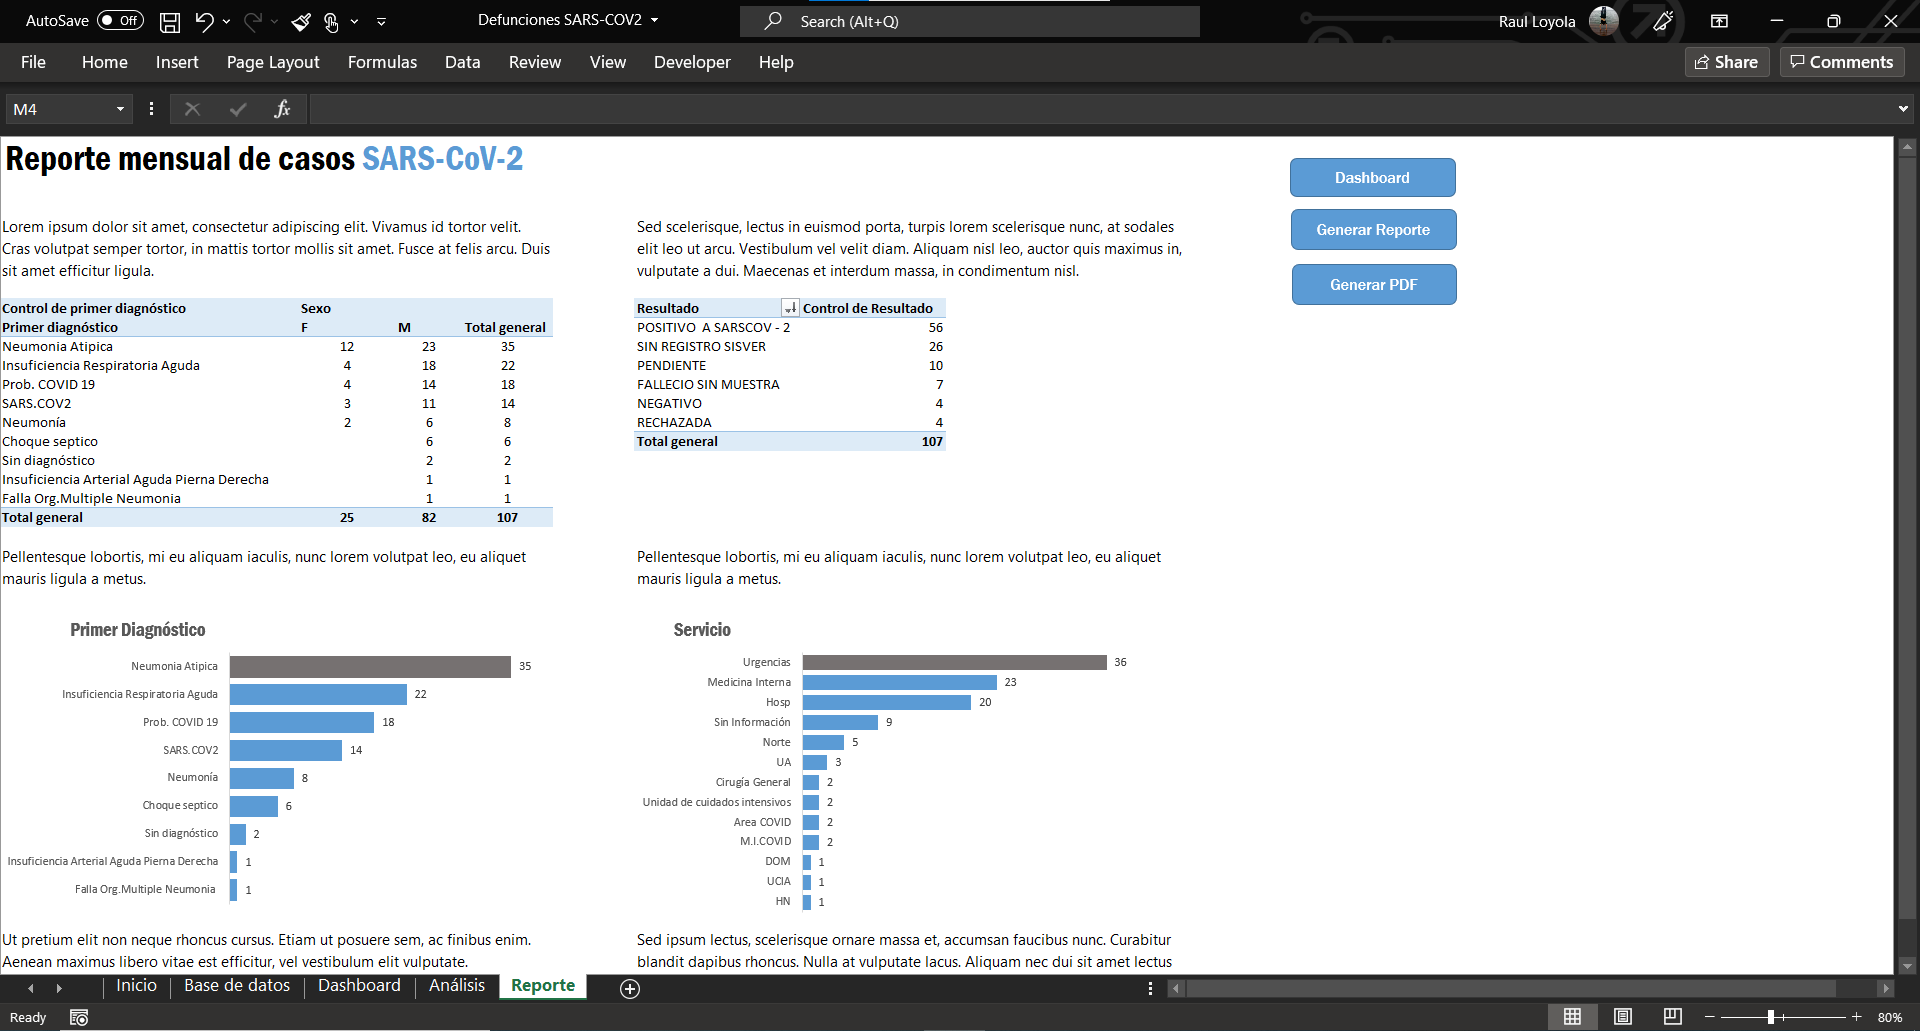 AutoSave Off
Defunciones SARS-COV2
Search (Alt+Q)
Raul Loyola
File Home Insert Page Layout Formulas Data Review View Developer Help
Share Comments
M4
fx
Reporte mensual de casos SARS-CoV-2
Dashboard
Generar Reporte
Generar PDF
Lorem ipsum dolor sit amet, consectetur adipiscing elit. Vivamus id tortor velit.
Cras volutpat semper tortor, in mattis tortor mollis sit amet. Fusce at felis arcu. Duis
sit amet efficitur ligula.
Sed scelerisque, lectus in euismod porta, turpis lorem scelerisque nunc, at sodales
elit leo ut arcu. Vestibulum vel velit diam. Aliquam nisl leo, auctor quis maximus in,
vulputate a dui. Maecenas et interdum massa, in condimentum nisl.
Control de primer diagnóstico Sexo
Primer diagnóstico F M Total general
Neumonia Atipica 12 23 35
Insuficiencia Respiratoria Aguda 4 18 22
Prob. COVID 19 4 14 18
SARS.COV2 3 11 14
Neumonía 2 6 8
Choque septico 6 6
Sin diagnóstico 2 2
Insuficiencia Arterial Aguda Pierna Derecha 1 1
Falla Org.Multiple Neumonia 1 1
Total general 25 82 107
Resultado Control de Resultado
POSITIVO  A SARSCOV - 2 56
SIN REGISTRO SISVER 26
PENDIENTE 10
FALLECIO SIN MUESTRA 7
NEGATIVO 4
RECHAZADA 4
Total general 107
Pellentesque lobortis, mi eu aliquam iaculis, nunc lorem volutpat leo, eu aliquet
mauris ligula a metus.
Pellentesque lobortis, mi eu aliquam iaculis, nunc lorem volutpat leo, eu aliquet
mauris ligula a metus.
Primer Diagnóstico
Neumonia Atipica 35
Insuficiencia Respiratoria Aguda 22
Prob. COVID 19 18
SARS.COV2 14
Neumonía 8
Choque septico 6
Sin diagnóstico 2
Insuficiencia Arterial Aguda Pierna Derecha 1
Falla Org.Multiple Neumonia 1
Servicio
Urgencias 36
Medicina Interna 23
Hosp 20
Sin Información 9
Norte 5
UA 3
Cirugía General 2
Unidad de cuidados intensivos 2
Area COVID 2
M.I.COVID 2
DOM 1
UCIA 1
HN 1
Ut pretium elit non neque rhoncus cursus. Etiam ut posuere sem, ac finibus enim.
Aenean maximus libero vitae est efficitur, vel vestibulum elit vulputate.
Sed ipsum lectus, scelerisque ornare massa et, accumsan faucibus nunc. Curabitur
blandit dapibus rhoncus. Nulla at vulputate lacus. Aliquam nec dui sit amet lectus
Inicio Base de datos Dashboard Análisis Reporte
Ready
80%